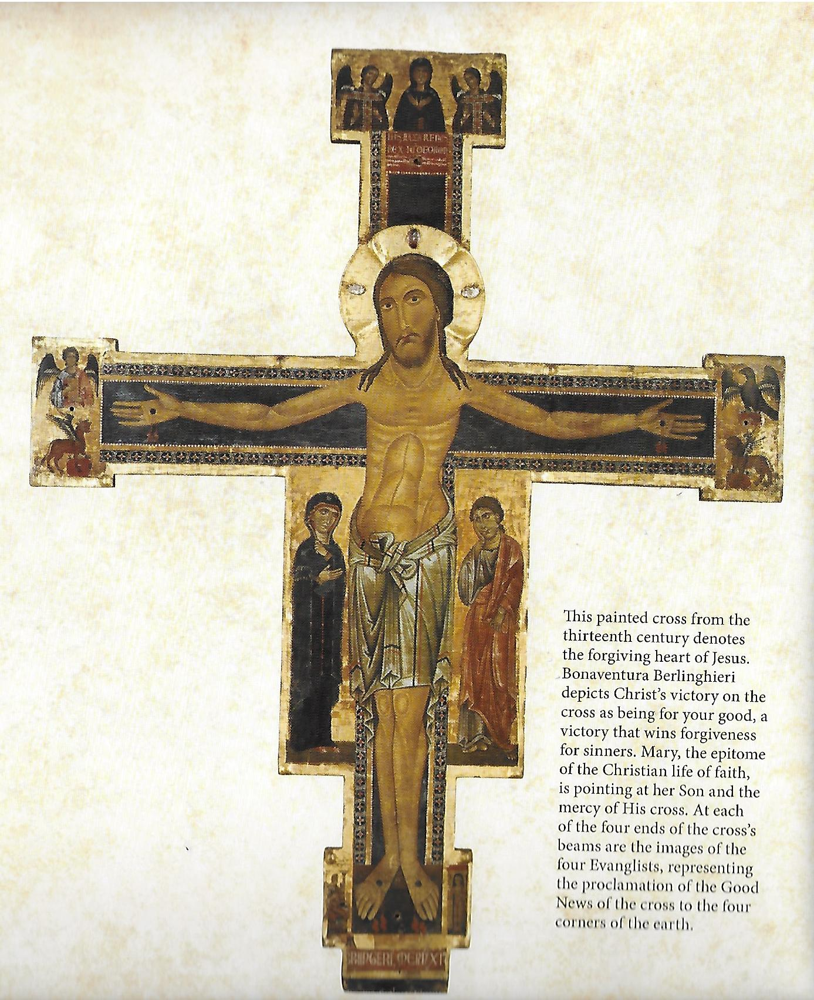 This painted cross from the
thirteenth century denotes
the forgiving heart of Jesus.
Bonaventura Berlinghieri
depicts Christ's victory on the
cross as being for your good, a
victory that wins forgiveness
for sinners. Mary, the epitome
of the Christian life of faith,
is pointing at her Son and the
mercy of His cross. At each
of the four ends of the cross's
beams are the images of the
four Evanglists, representing
the proclamation of the Good
News of the cross to the four
corners of the earth.